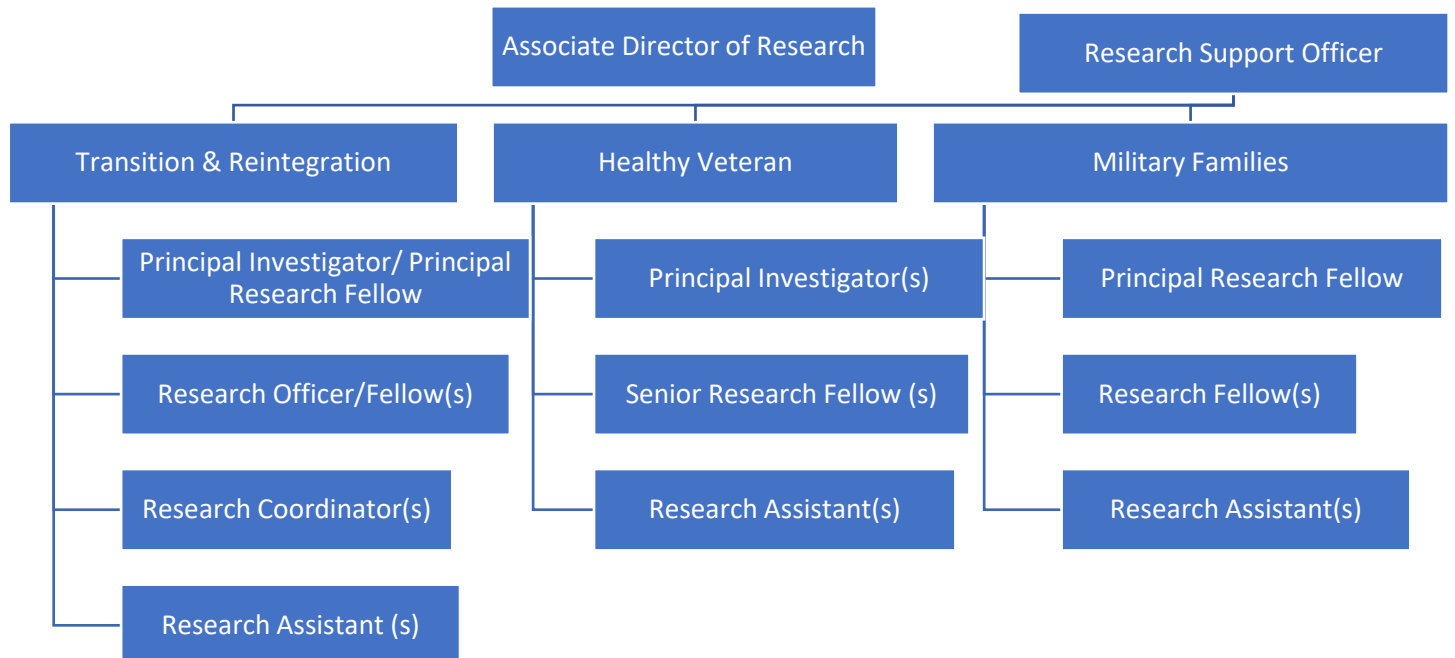 Associate Director of Research
Research Support Officer
Transition & Reintegration
Healthy Veteran
Military Families
Principal Investigator/ Principal
Research Fellow
Principal Investigator(s)
Principal Research Fellow
Research Officer/Fellow(s)
Senior Research Fellow (s)
Research Fellow(s)
Research Coordinator(s)
Research Assistant(s)
Research Assistant(s)
Research Assistant (s)